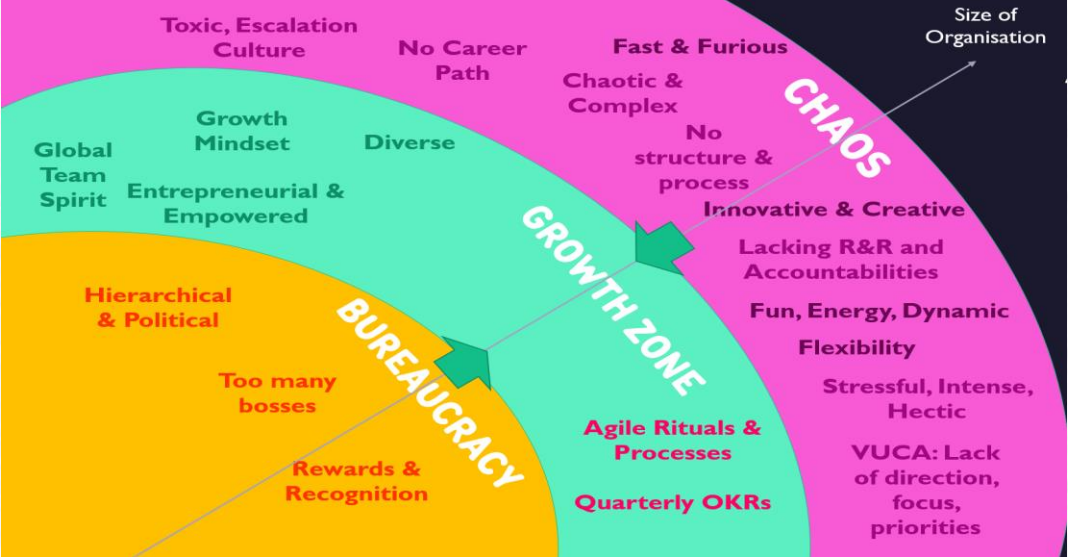 Size of
Organisation
Toxic, Escalation
Culture
No Career
Path
Fast & Furious
Chaotic &
Complex
CHAOS
No
structure &
process
Innovative & Creative
Lacking R&R and
Accountabilities
Fun, Energy, Dynamic
Flexibility
Stressful, Intense,
Hectic
VUCA: Lack
of direction,
focus,
priorities
Growth
Mindset
Diverse
Global
Team
Spirit
Entrepreneurial &
Empowered
GROWTH ZONE
Agile Rituals &
Processes
Quarterly OKRs
Hierarchical
& Political
BUREAUCRACY
Too many
bosses
Rewards &
Recognition